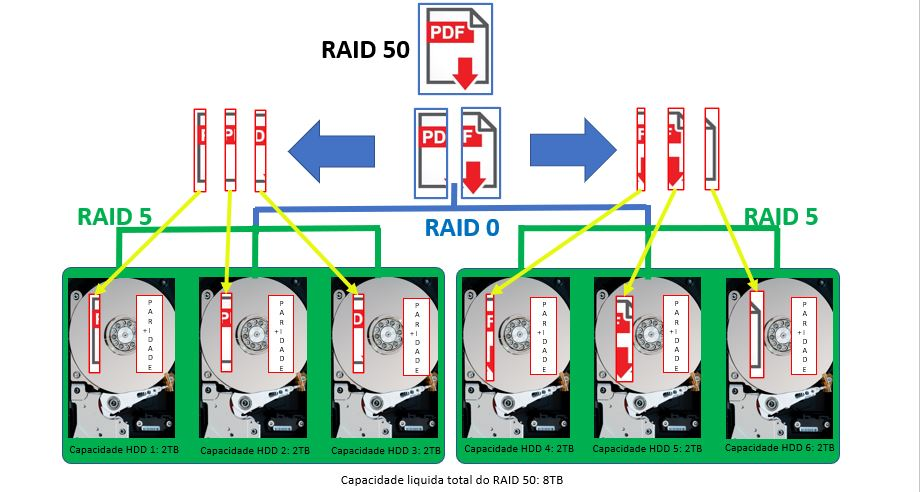 RAID 50
PDF
PD
F
P
D
F
F
RAID 5
RAID 0
RAID 5
P
D
F
F
PARIDADE
+
PARIDADE
+
PARIDADE
+
PARIDADE
+
PARIDADE
+
PARIDADE
+
Capacidade HDD 1: 2TB
Capacidade HDD 2: 2TB
Capacidade HDD 3: 2TB
Capacidade HDD 4: 2TB
Capacidade HDD 5: 2TB
Capacidade HDD 6: 2TB
Capacidade liquida total do RAID 50: 8TB